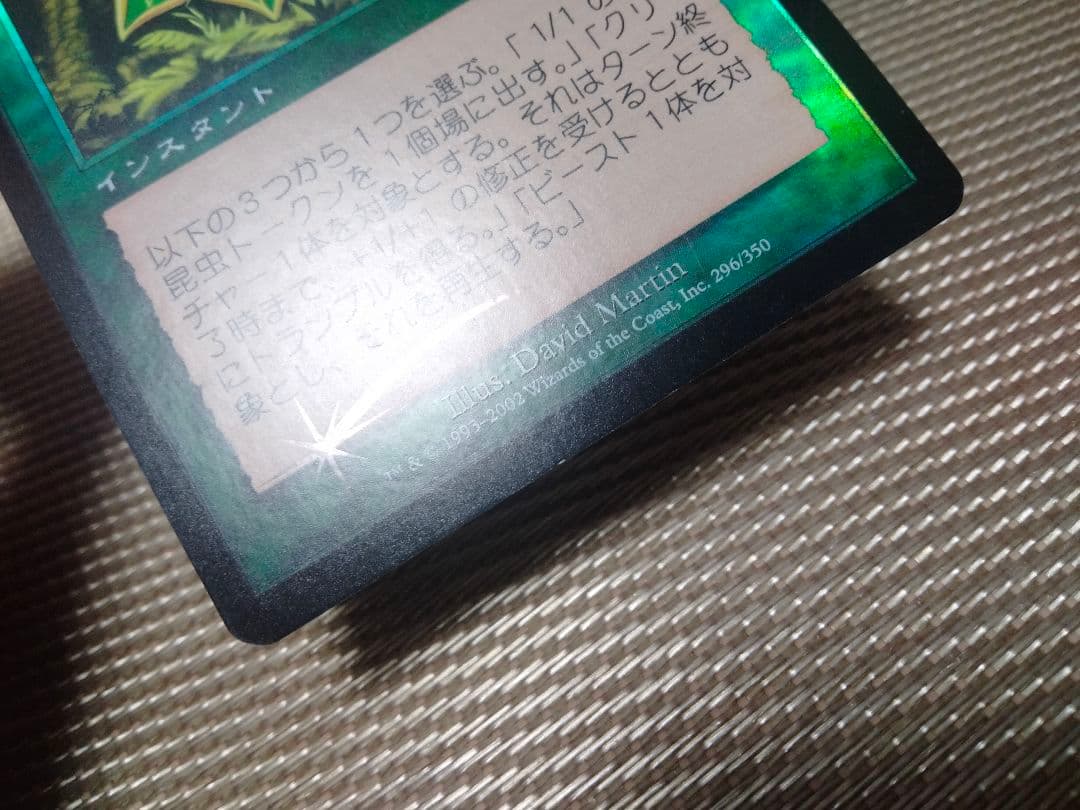 インスタント
以下の3つから1つを選ぶ。「1/1の
昆虫トークンを1個場に出す。」「クリ
チャー1体を対象とする。それはターン終
了時まで、+1/+1の修正を受けるととも
にトランプルを得る。」「ビースト1体を対
象とし、それを再生する。」
Illus. David Martin
™ & ©1993–2002 Wizards of the Coast, Inc. 296/350